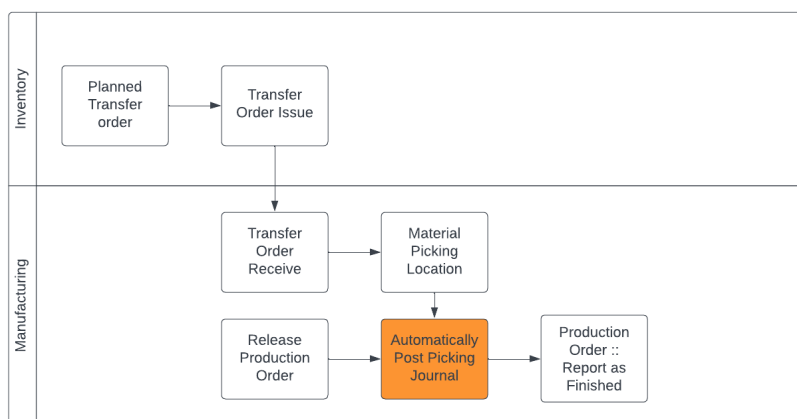 Inventory
Planned
Transfer
order
Transfer
Order Issue
Manufacturing
Transfer
Order
Receive
Material
Picking
Location
Release
Production
Order
Automatically
Post Picking
Journal
Production
Order ::
Report as
Finished